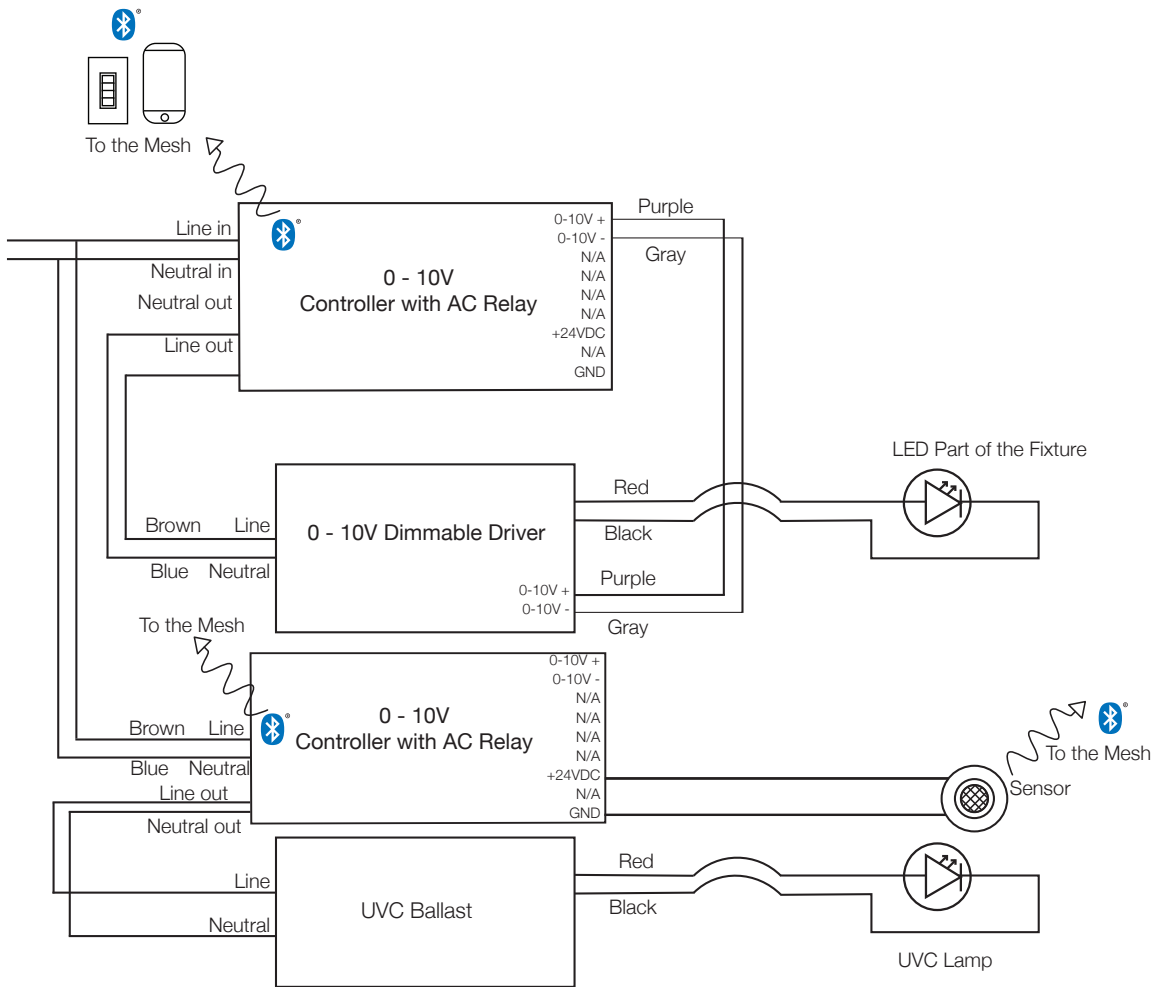 To the Mesh
Purple
0-10V +
Line in
0-10V -
Gray
N/A
Neutral in
0 - 10V
N/A
Neutral out
Controller with AC Relay
N/A
N/A
+24VDC
Line out
N/A
GND
LED Part of the Fixture
Red
Brown Line
0 - 10V Dimmable Driver
Black
Blue Neutral
Purple
0-10V +
0-10V -
To the Mesh
Gray
0-10V +
0-10V -
N/A
0 - 10V
N/A
Brown Line
Controller with AC Relay
N/A
N/A
To the Mesh
Blue Neutral
+24VDC
Sensor
Line out
N/A
GND
Neutral out
Red
Line
UVC Ballast
Black
Neutral
UVC Lamp